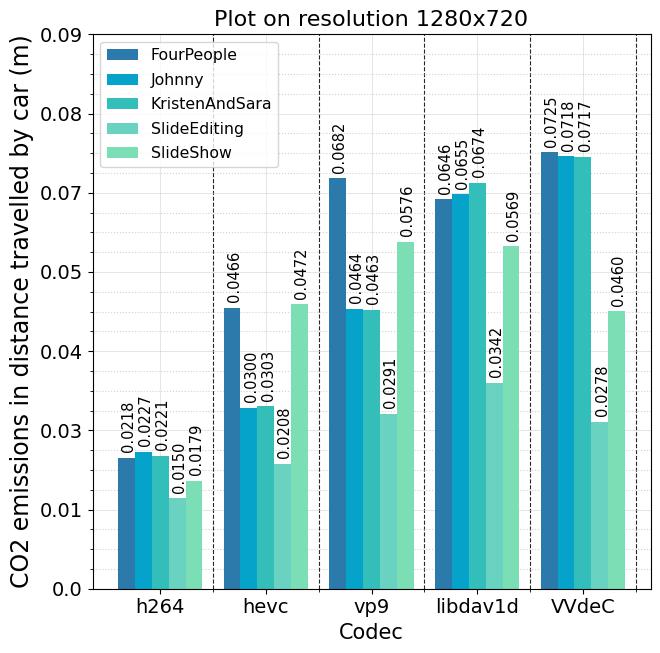 Plot on resolution 1280x720
CO2 emissions in distance travelled by car (m)
0.09
0.08
0.07
0.05
0.04
0.03
0.01
0.0
FourPeople
Johnny
KristenAndSara
SlideEditing
SlideShow
0.0218
0.0227
0.0221
0.0150
0.0179
0.0466
0.0300
0.0303
0.0208
0.0472
0.0682
0.0464
0.0463
0.0291
0.0576
0.0646
0.0655
0.0674
0.0342
0.0569
0.0725
0.0718
0.0717
0.0278
0.0460
h264
hevc
vp9
libdav1d
VVdeC
Codec